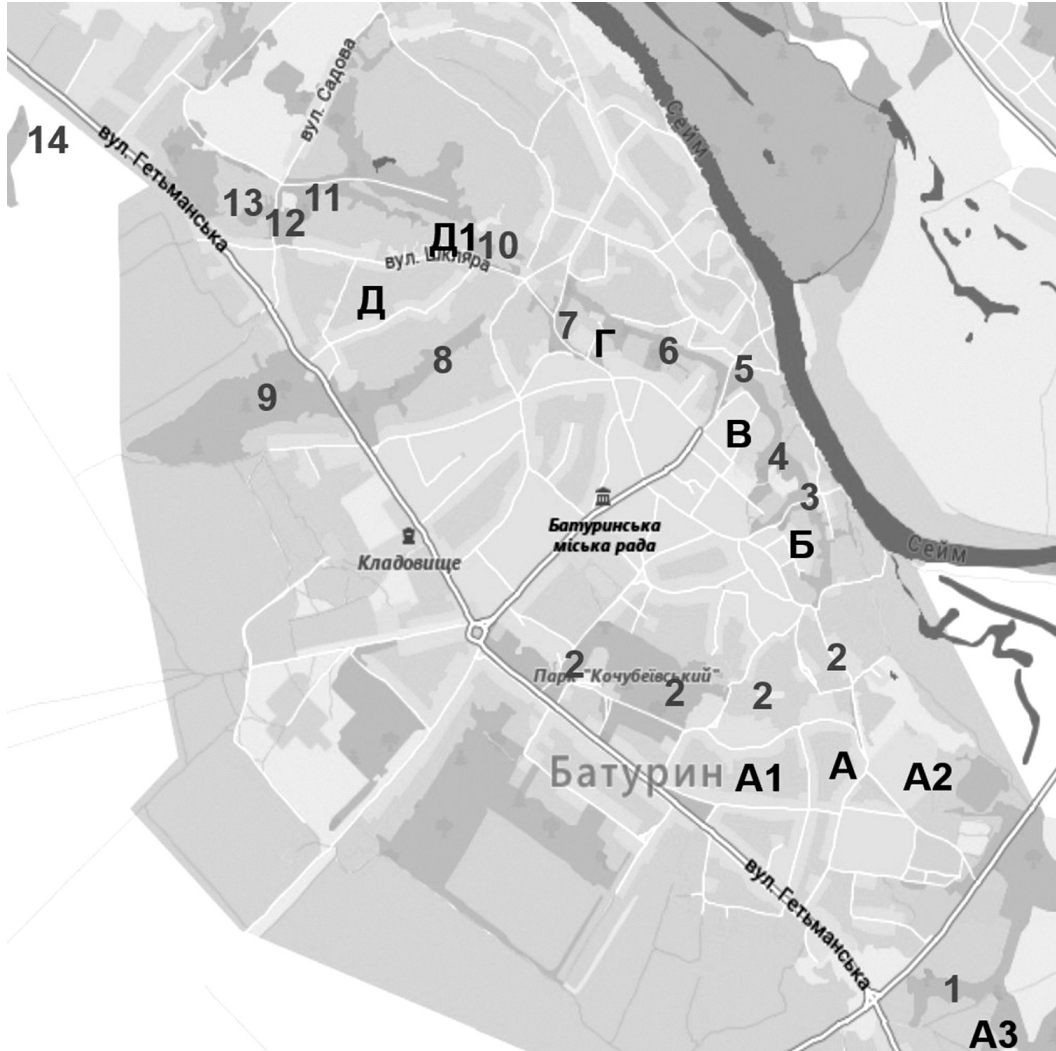 вул. Садова
Сейм
14
вул. Гетьманська
13
11
12
Д1
10
вул. Шкляра
Д
7
Г
6
5
8
9
В
4
3
Батуринська
міська рада
Б
Кладовище
Сейм
2
2
Парк "Кочубеївський"
2
2
Батурин
А1
А
А2
вул. Гетьманська
1
А3